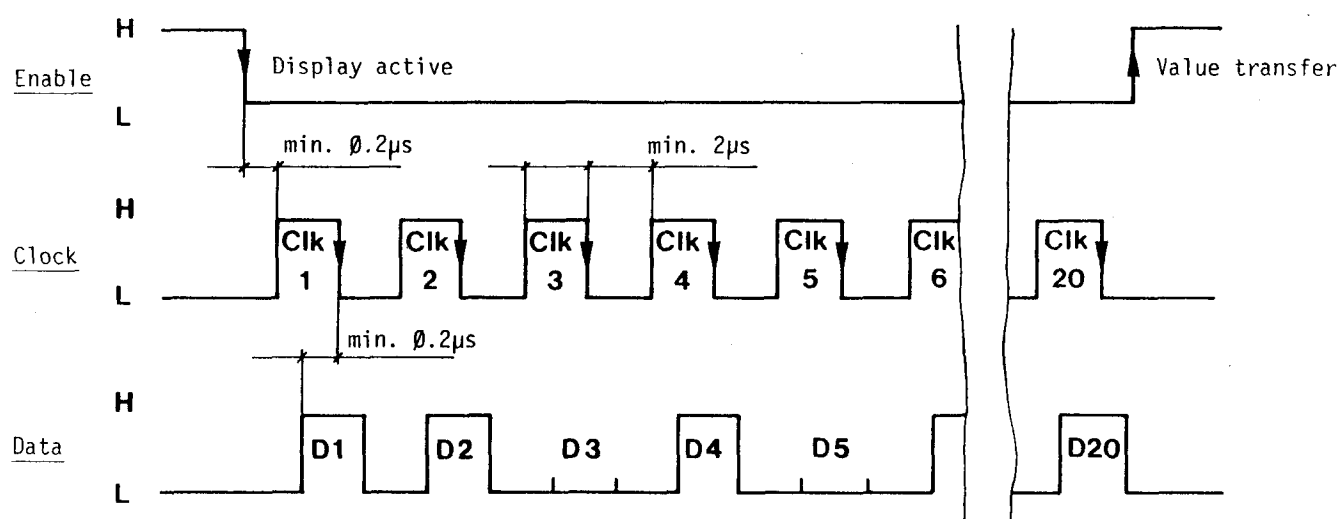 H
Enable
Display active
Value transfer
L
min. Ø.2µs
min. 2µs
H
Clock
Clk 1
Clk 2
Clk 3
Clk 4
Clk 5
Clk 6
Clk 20
L
min. Ø.2µs
H
Data
D1
D2
D3
D4
D5
D20
L